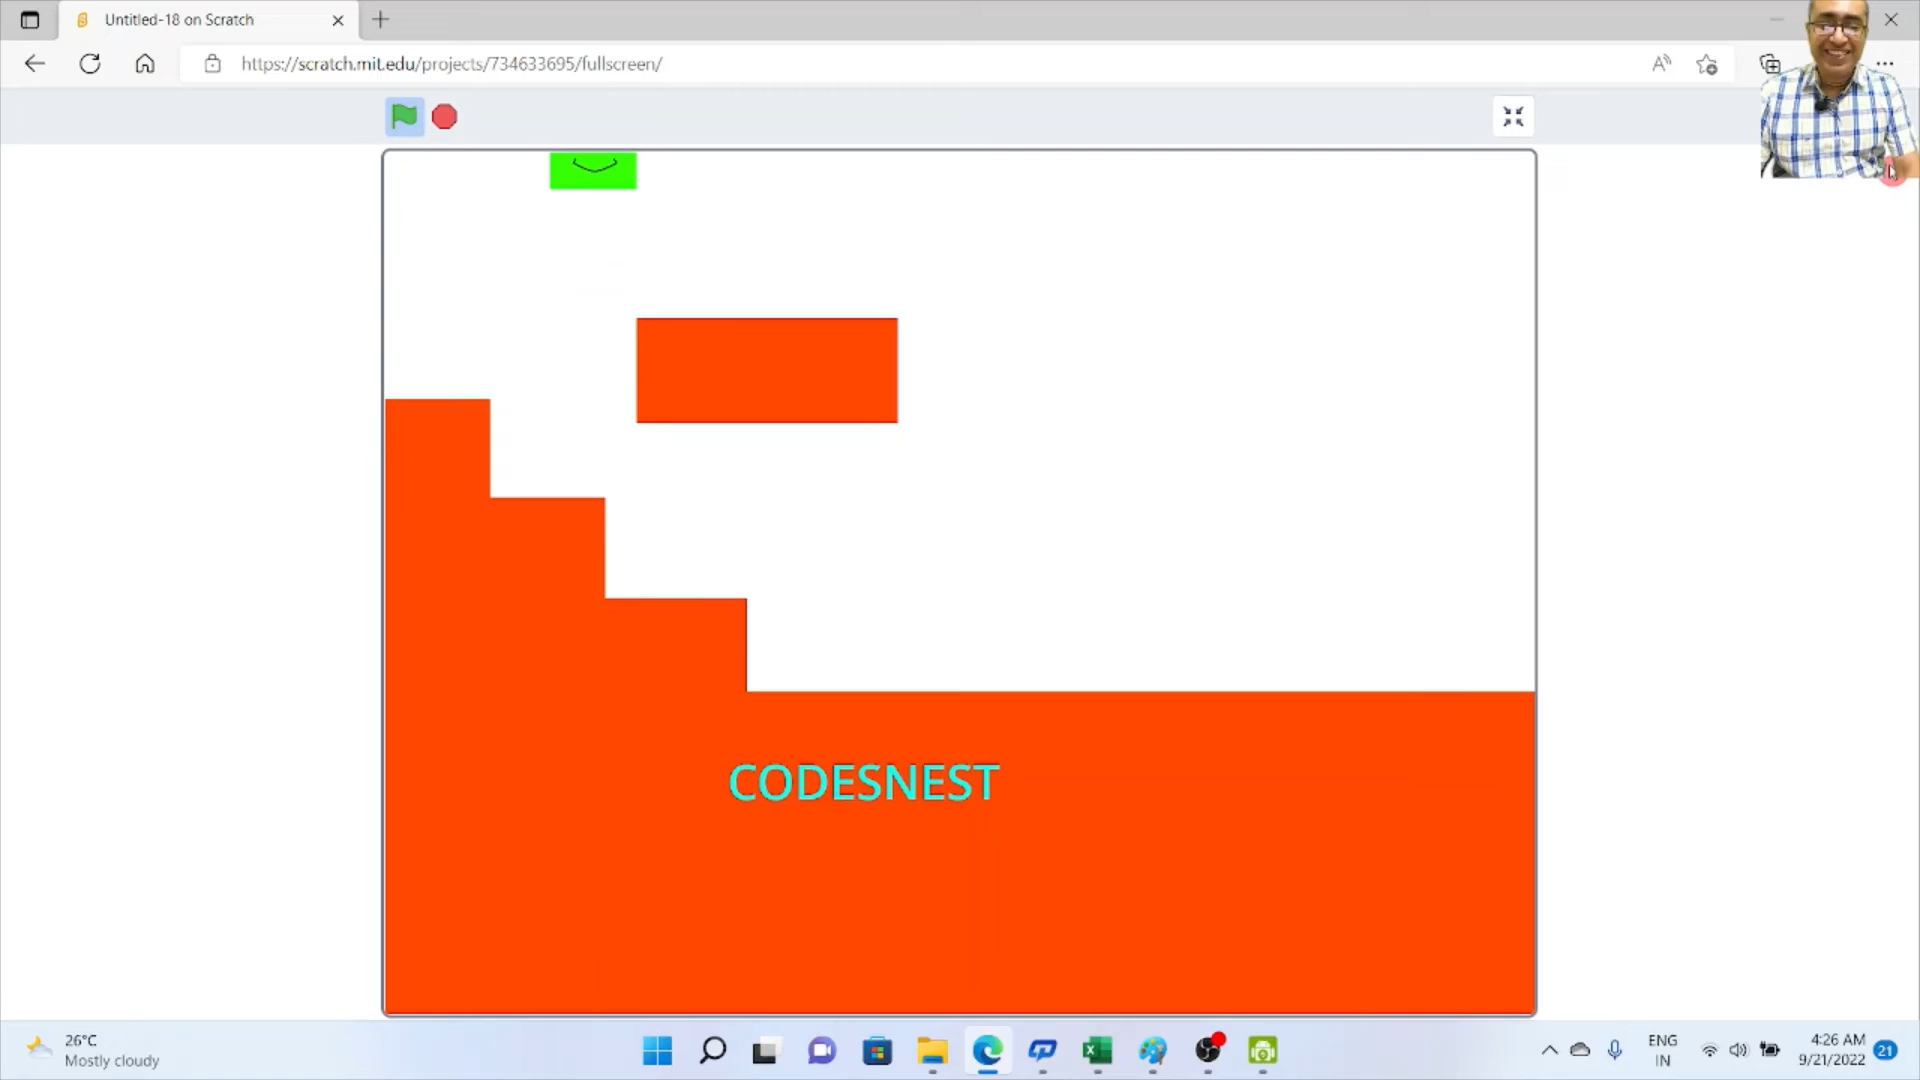 Untitled-18 on Scratch
https://scratch.mit.edu/projects/734633695/fullscreen/
CODESNEST
26°C
Mostly cloudy
ENG
IN
4:26 AM
9/21/2022
21